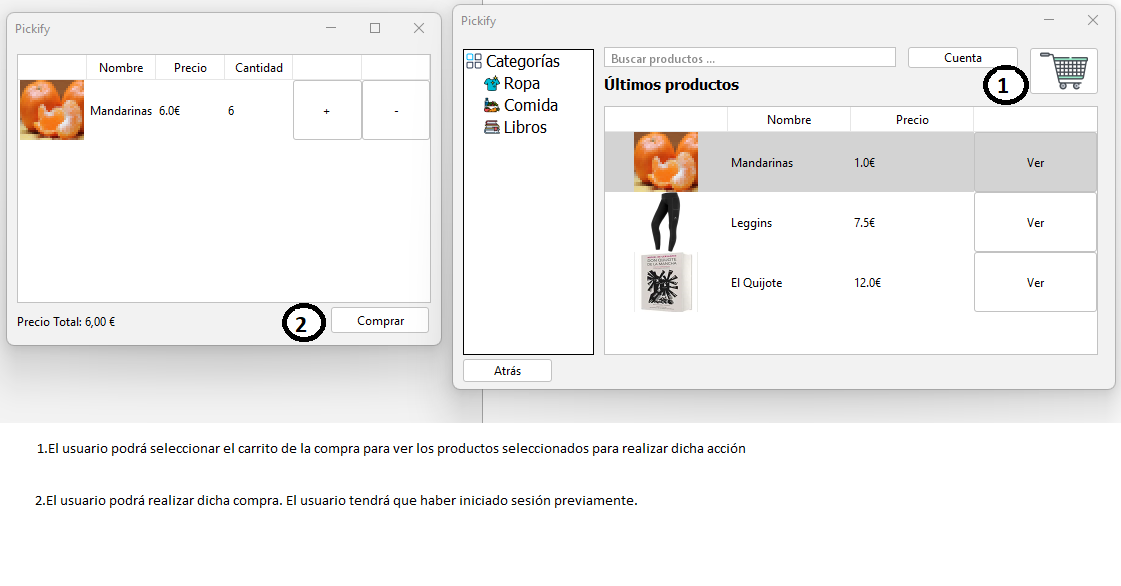 Pickify
Nombre Precio Cantidad
Mandarinas 6.0€ 6 + -
Precio Total: 6,00 €
2
Comprar
Pickify
Categorías
Ropa
Comida
Libros
Buscar productos ...
Cuenta
1
Últimos productos
Nombre Precio
Mandarinas 1.0€ Ver
Leggins 7.5€ Ver
El Quijote 12.0€ Ver
Atrás
1.El usuario podrá seleccionar el carrito de la compra para ver los productos seleccionados para realizar dicha acción
2.El usuario podrá realizar dicha compra. El usuario tendrá que haber iniciado sesión previamente.